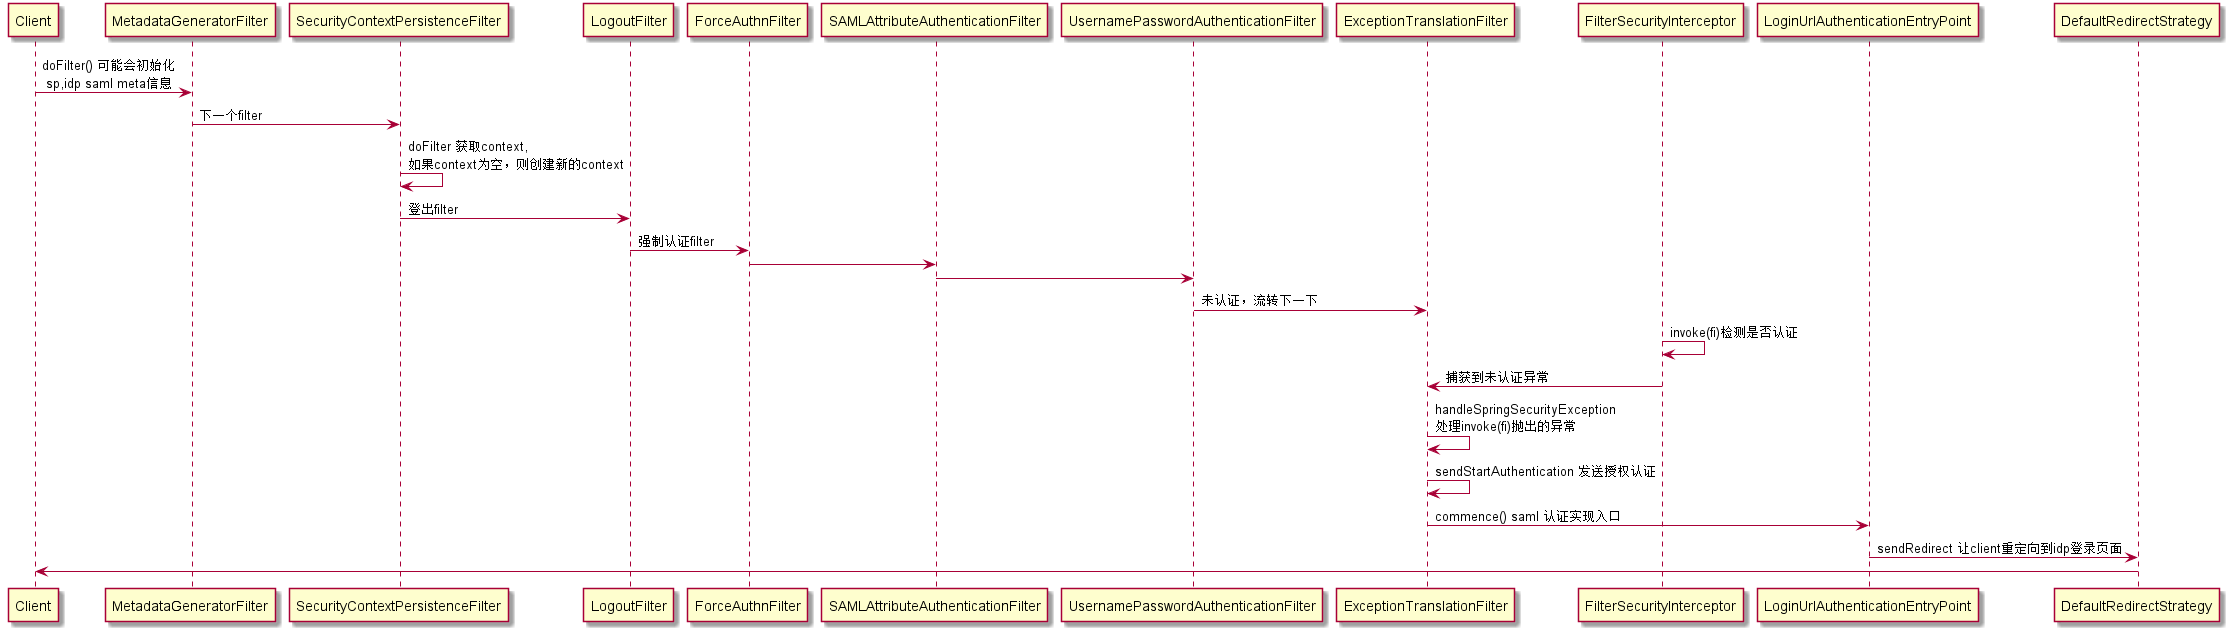 Client
MetadataGeneratorFilter
SecurityContextPersistenceFilter
LogoutFilter
ForceAuthnFilter
SAMLAttributeAuthenticationFilter
UsernamePasswordAuthenticationFilter
ExceptionTranslationFilter
FilterSecurityInterceptor
LoginUrlAuthenticationEntryPoint
DefaultRedirectStrategy
doFilter() 可能会初始化
sp,idp saml meta信息
下一个filter
doFilter 获取context,
如果context为空，则创建新的context
登出filter
强制认证filter
未认证，流转下一下
invoke(fi)检测是否认证
捕获到未认证异常
handleSpringSecurityException
处理invoke(fi)抛出的异常
sendStartAuthentication 发送授权认证
commence() saml 认证实现入口
sendRedirect 让client重定向到idp登录页面
Client
MetadataGeneratorFilter
SecurityContextPersistenceFilter
LogoutFilter
ForceAuthnFilter
SAMLAttributeAuthenticationFilter
UsernamePasswordAuthenticationFilter
ExceptionTranslationFilter
FilterSecurityInterceptor
LoginUrlAuthenticationEntryPoint
DefaultRedirectStrategy